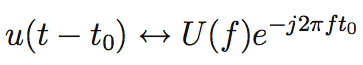 u(t − t₀) ↔ U(f)e^{−j2πft₀}